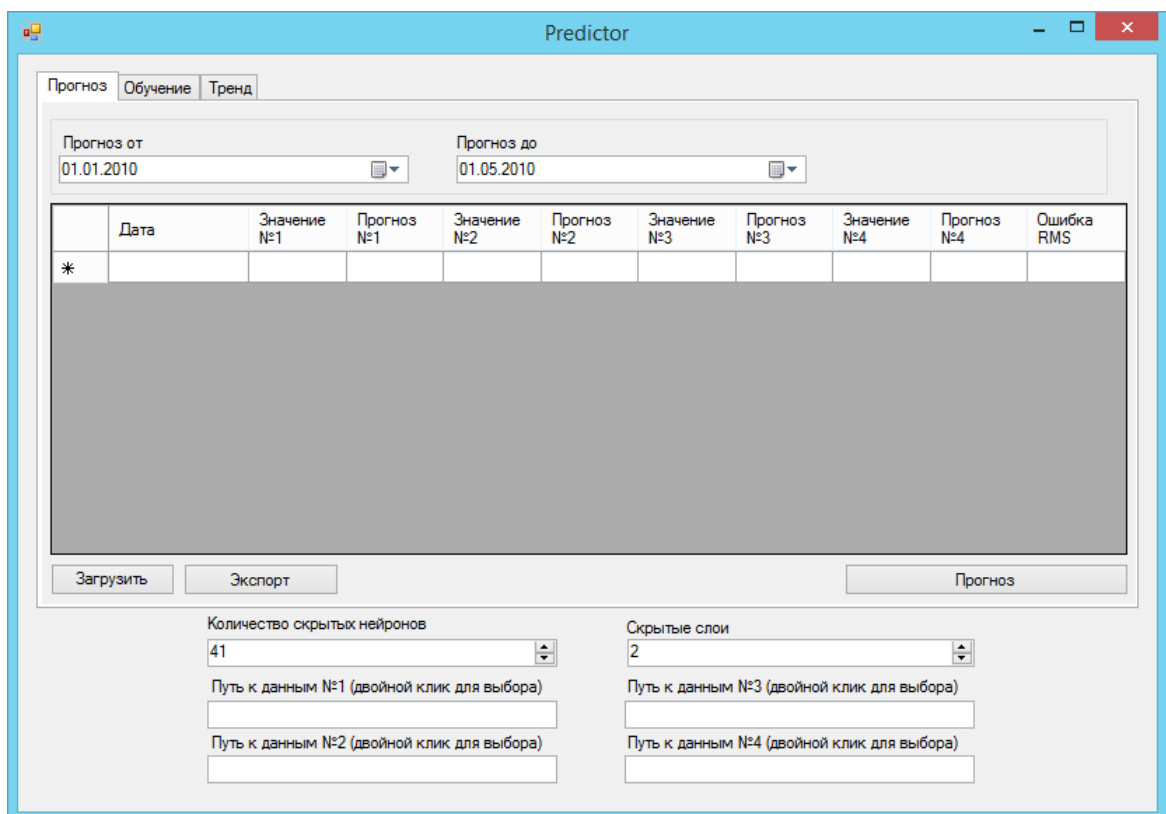 Predictor
Прогноз Обучение Тренд
Прогноз от Прогноз до
01.01.2010 01.05.2010
Дата Значение №1 Прогноз №1 Значение №2 Прогноз №2 Значение №3 Прогноз №3 Значение №4 Прогноз №4 Ошибка RMS
Загрузить Экспорт Прогноз
Количество скрытых нейронов Скрытые слои
41 2
Путь к данным №1 (двойной клик для выбора) Путь к данным №3 (двойной клик для выбора)
Путь к данным №2 (двойной клик для выбора) Путь к данным №4 (двойной клик для выбора)